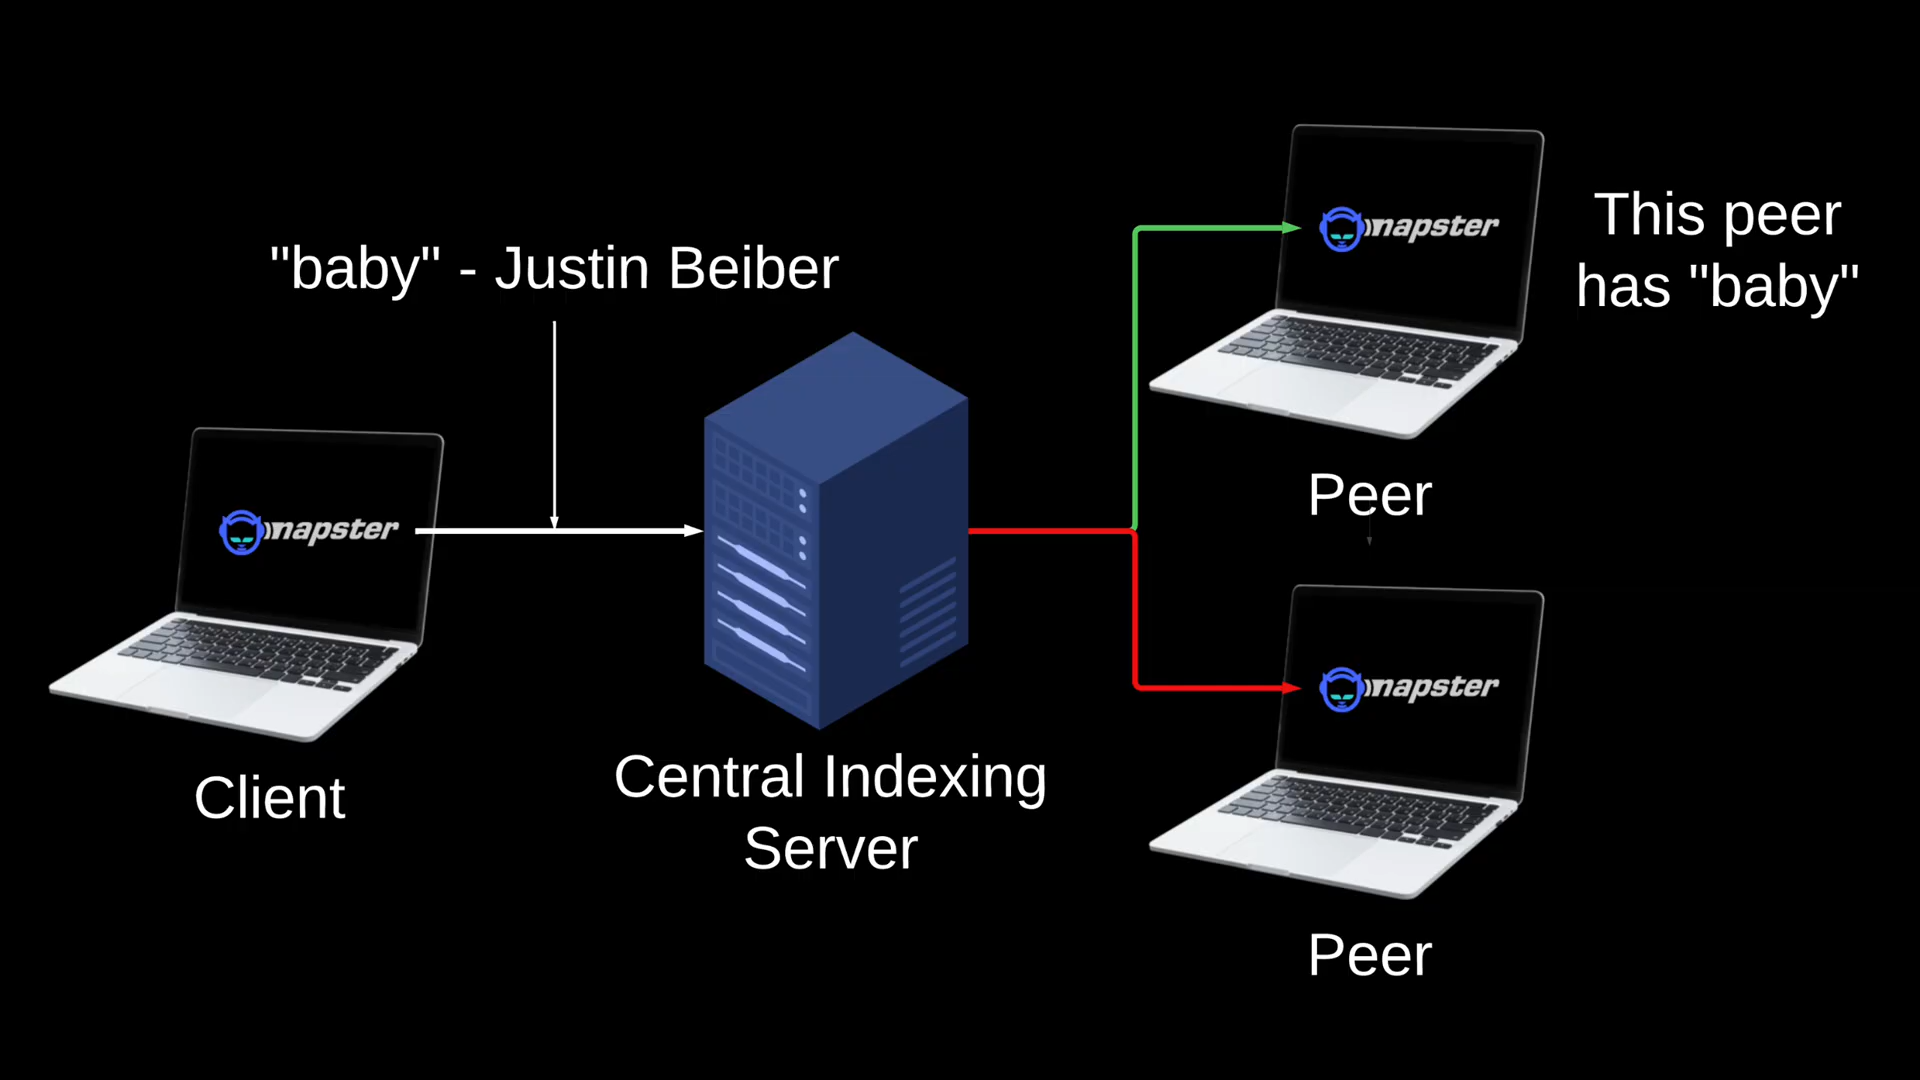 "baby" - Justin Beiber
napster
Client
Central Indexing
Server
napster
This peer
has "baby"
Peer
napster
Peer